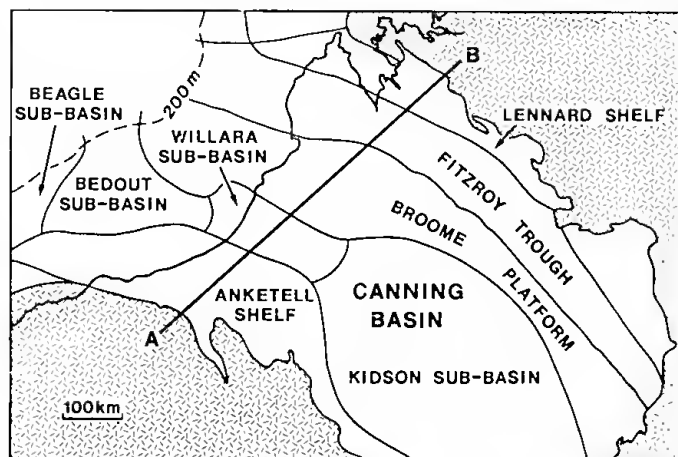 B
BEAGLE
SUB-BASIN
200m
WILLARA
SUB-BASIN
LENNARD SHELF
BEDOUT
SUB-BASIN
FITZROY TROUGH
BROOME
PLATFORM
ANKETELL
SHELF
CANNING
BASIN
A
KIDSON SUB-BASIN
100km